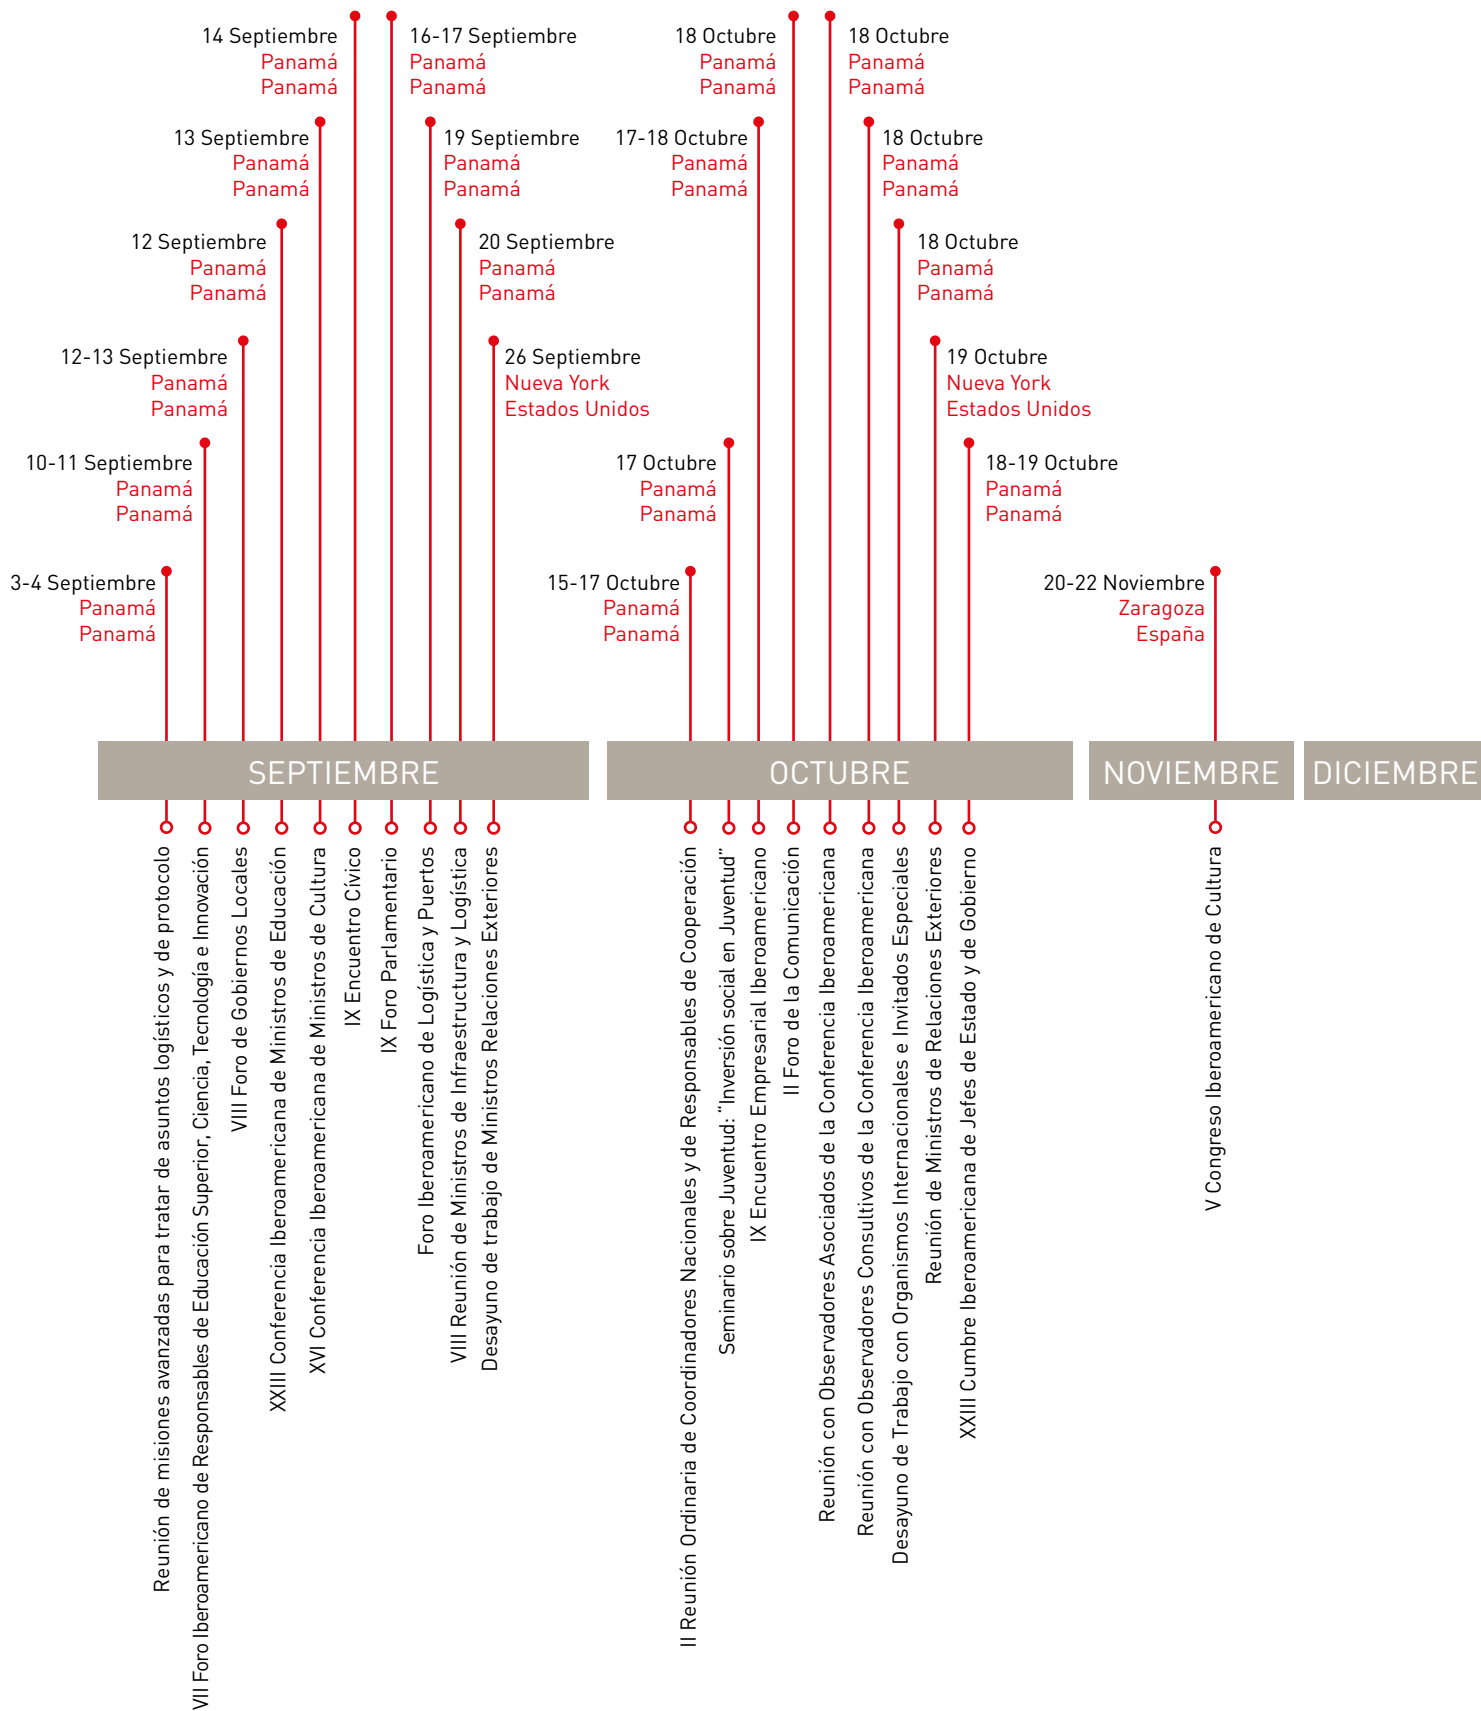 14 Septiembre
Panamá
Panamá
16-17 Septiembre
Panamá
Panamá
18 Octubre
Panamá
Panamá
18 Octubre
Panamá
Panamá
13 Septiembre
Panamá
Panamá
19 Septiembre
Panamá
Panamá
17-18 Octubre
Panamá
Panamá
18 Octubre
Panamá
Panamá
12 Septiembre
Panamá
Panamá
20 Septiembre
Panamá
Panamá
18 Octubre
Panamá
Panamá
12-13 Septiembre
Panamá
Panamá
26 Septiembre
Nueva York
Estados Unidos
19 Octubre
Nueva York
Estados Unidos
10-11 Septiembre
Panamá
Panamá
17 Octubre
Panamá
Panamá
18-19 Octubre
Panamá
Panamá
3-4 Septiembre
Panamá
Panamá
15-17 Octubre
Panamá
Panamá
20-22 Noviembre
Zaragoza
España
SEPTIEMBRE
OCTUBRE
NOVIEMBRE
DICIEMBRE
Reunión de misiones avanzadas para tratar de asuntos logísticos y de protocolo
VII Foro Iberoamericano de Responsables de Educación Superior, Ciencia, Tecnología e Innovación
VIII Foro de Gobiernos Locales
XXIII Conferencia Iberoamericana de Ministros de Educación
XVI Conferencia Iberoamericana de Ministros de Cultura
IX Encuentro Cívico
IX Foro Parlamentario
Foro Iberoamericano de Logística y Puertos
VIII Reunión de Ministros de Infraestructura y Logística
Desayuno de trabajo de Ministros Relaciones Exteriores
II Reunión Ordinaria de Coordinadores Nacionales y de Responsables de Cooperación
Seminario sobre Juventud: “Inversión social en Juventud”
IX Encuentro Empresarial Iberoamericano
II Foro de la Comunicación
Reunión con Observadores Asociados de la Conferencia Iberoamericana
Reunión con Observadores Consultivos de la Conferencia Iberoamericana
Desayuno de Trabajo con Organismos Internacionales e Invitados Especiales
Reunión de Ministros de Relaciones Exteriores
XXIII Cumbre Iberoamericana de Jefes de Estado y de Gobierno
V Congreso Iberoamericano de Cultura